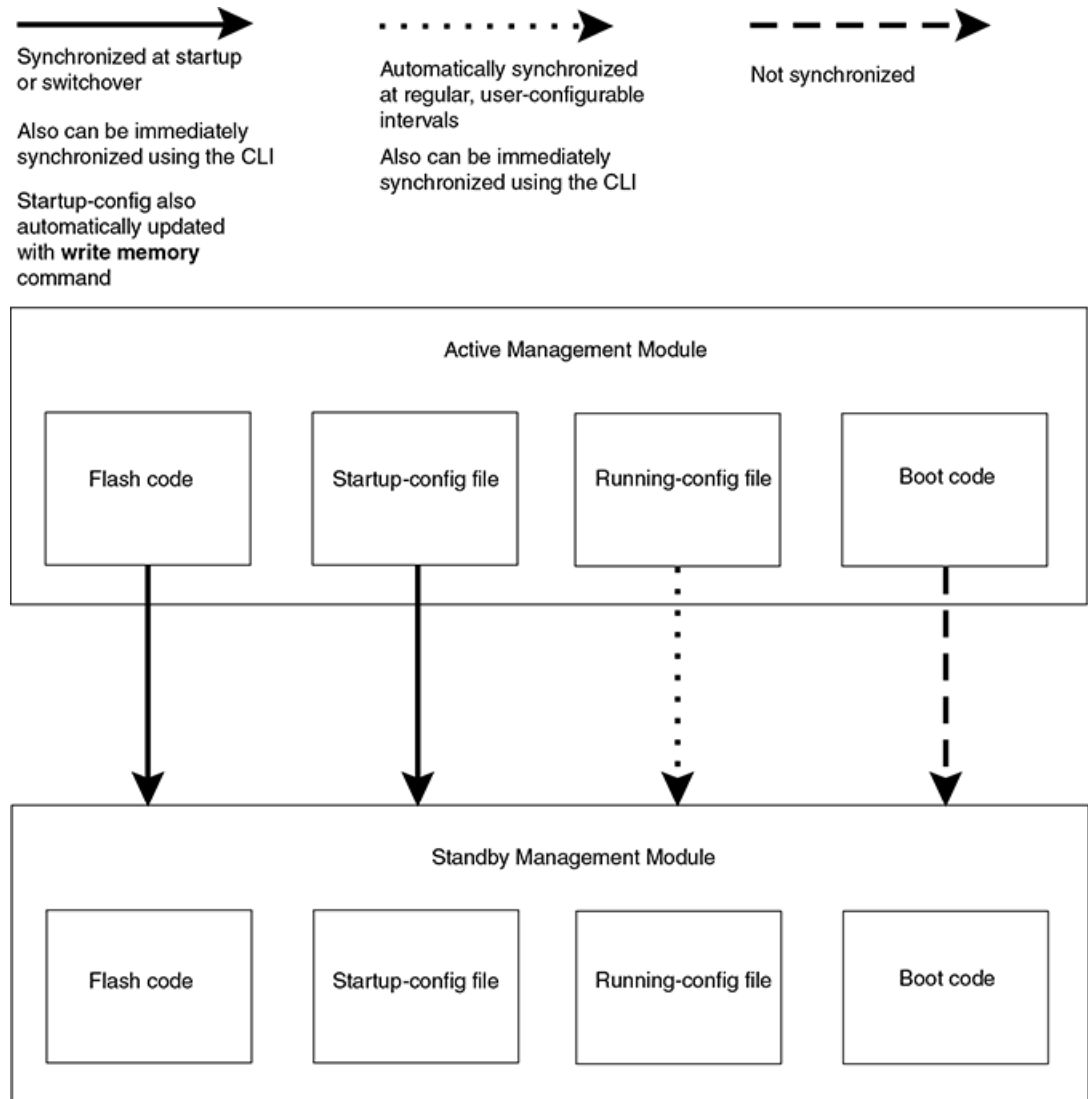 Synchronized at startup
or switchover
Also can be immediately
synchronized using the CLI
Startup-config also
automatically updated
with write memory
command
Automatically synchronized
at regular, user-configurable
intervals
Also can be immediately
synchronized using the CLI
Not synchronized
Active Management Module
Flash code
Startup-config file
Running-config file
Boot code
Standby Management Module
Flash code
Startup-config file
Running-config file
Boot code